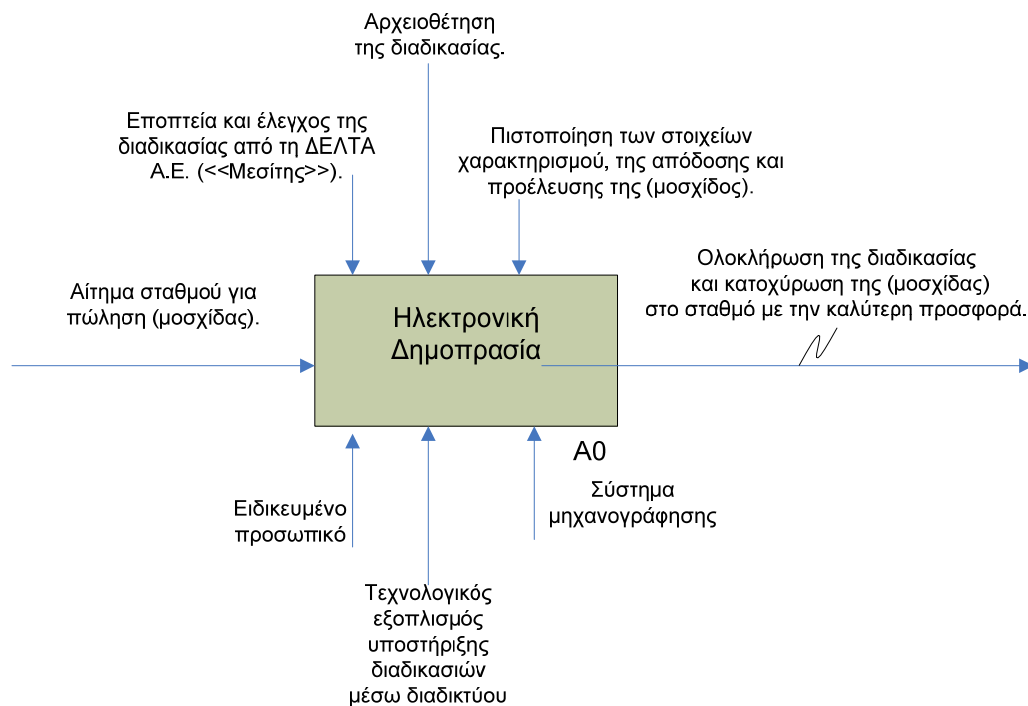 Αρχειοθέτηση
της διαδικασίας.
Εποπτεία και έλεγχος της
διαδικασίας από τη ΔΕΛΤΑ
Α.Ε. (<<Μεσίτης>>).
Πιστοποίηση των στοιχείων
χαρακτηρισμού, της απόδοσης και
προέλευσης της (μοσχίδος).
Ολοκλήρωση της διαδικασίας
και κατοχύρωση της (μοσχίδας)
στο σταθμό με την καλύτερη προσφορά.
Αίτημα σταθμού για
πώληση (μοσχίδας).
Ηλεκτρονική
Δημοπρασία
Α0
Ειδικευμένο
προσωπικό
Σύστημα
μηχανογράφησης
Τεχνολογικός
εξοπλισμός
υποστήριξης
διαδικασιών
μέσω διαδικτύου